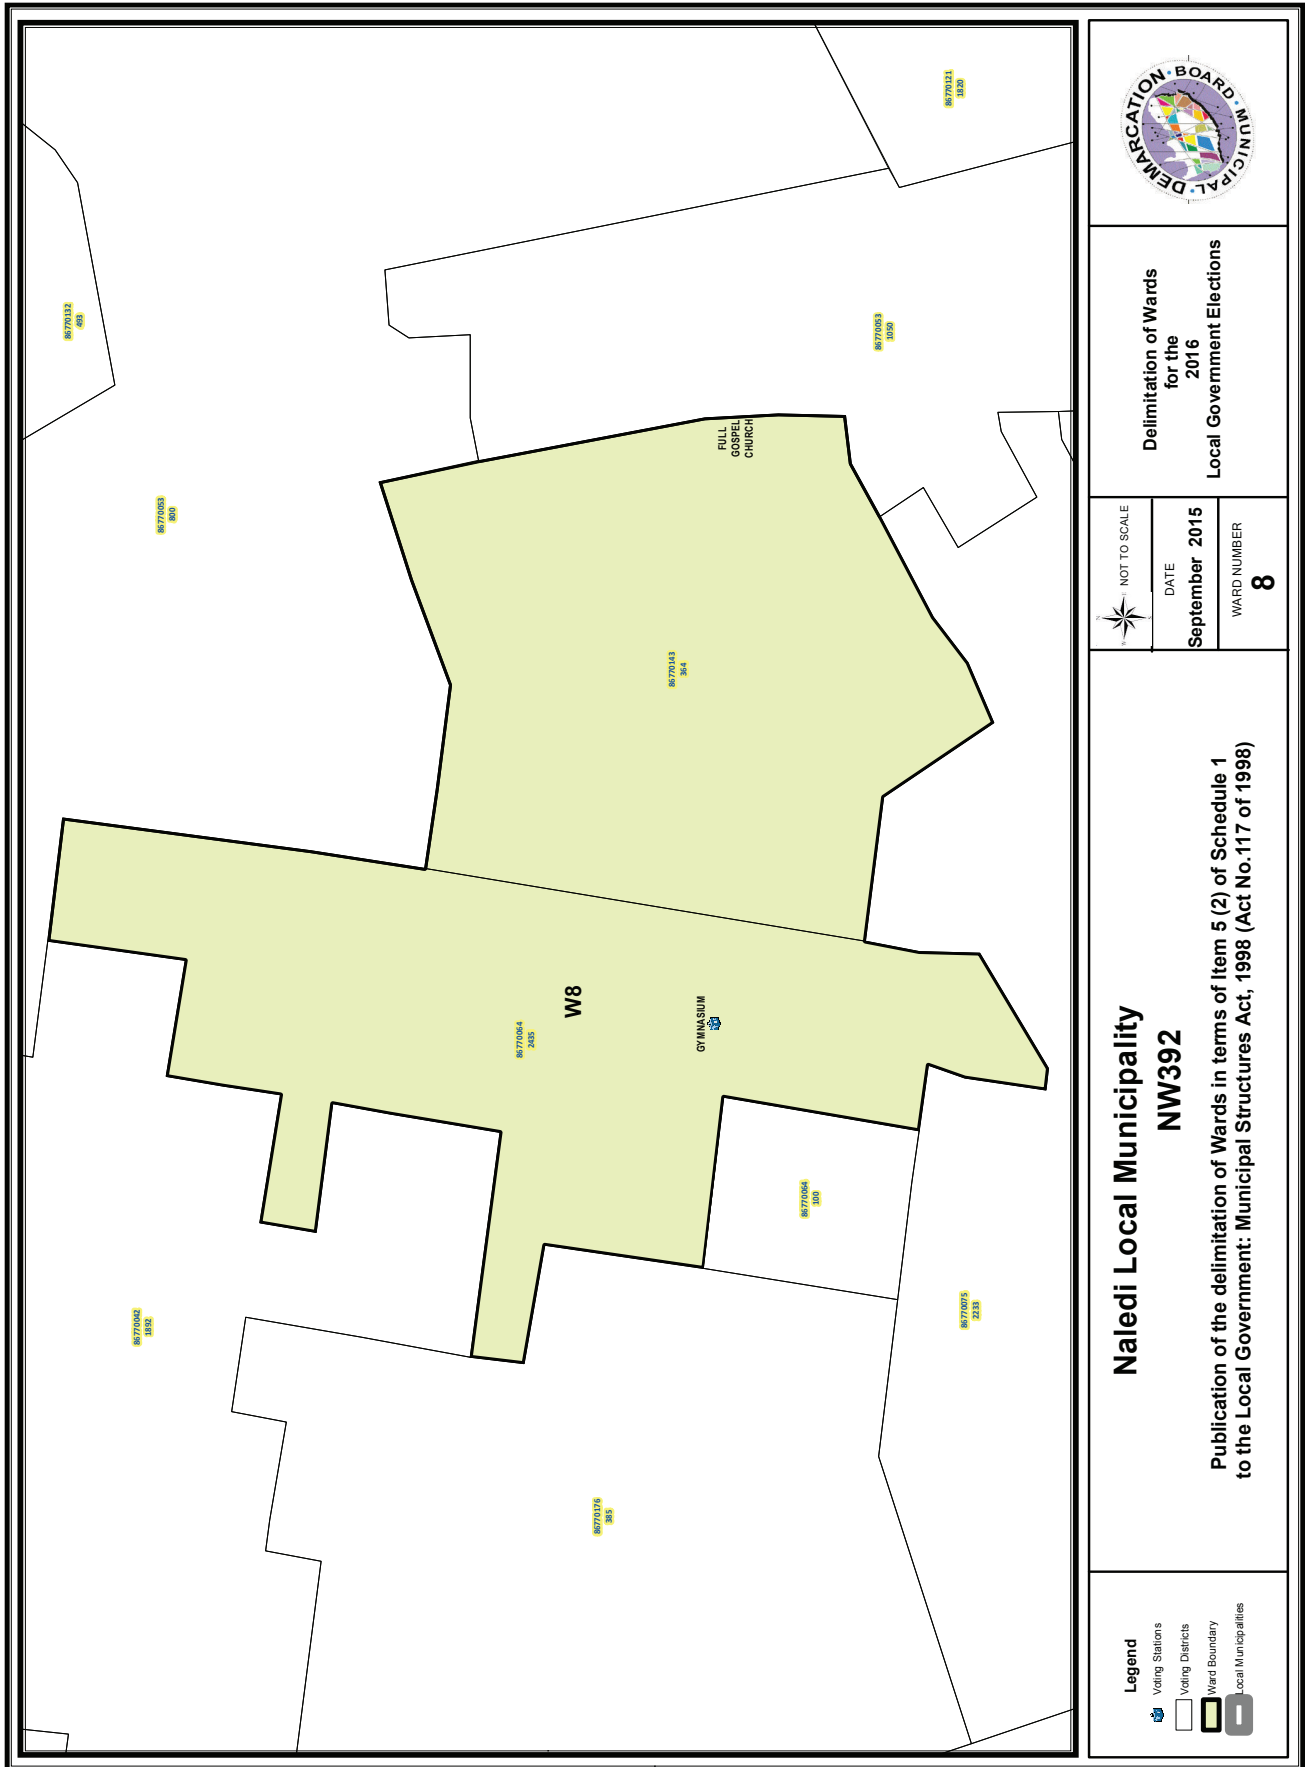 86770132
493
86770121
1820
86770053
800
86770053
1050
FULL
GOSPEL
CHURCH
86770143
364
W8
86770064
2435
GYMNASIUM
86770064
100
86770042
1892
86770075
2233
86770176
385
Legend
Voting Stations
Voting Districts
Ward Boundary
Local Municipalities
Naledi Local Municipality
NW392
Publication of the delimitation of Wards in terms of Item 5 (2) of Schedule 1
to the Local Government: Municipal Structures Act, 1998 (Act No.117 of 1998)
N
W
NOT TO SCALE
DATE
September 2015
WARD NUMBER
8
Delimitation of Wards
for the
2016
Local Government Elections
MUNICIPAL · DEMARCATION · BOARD ·